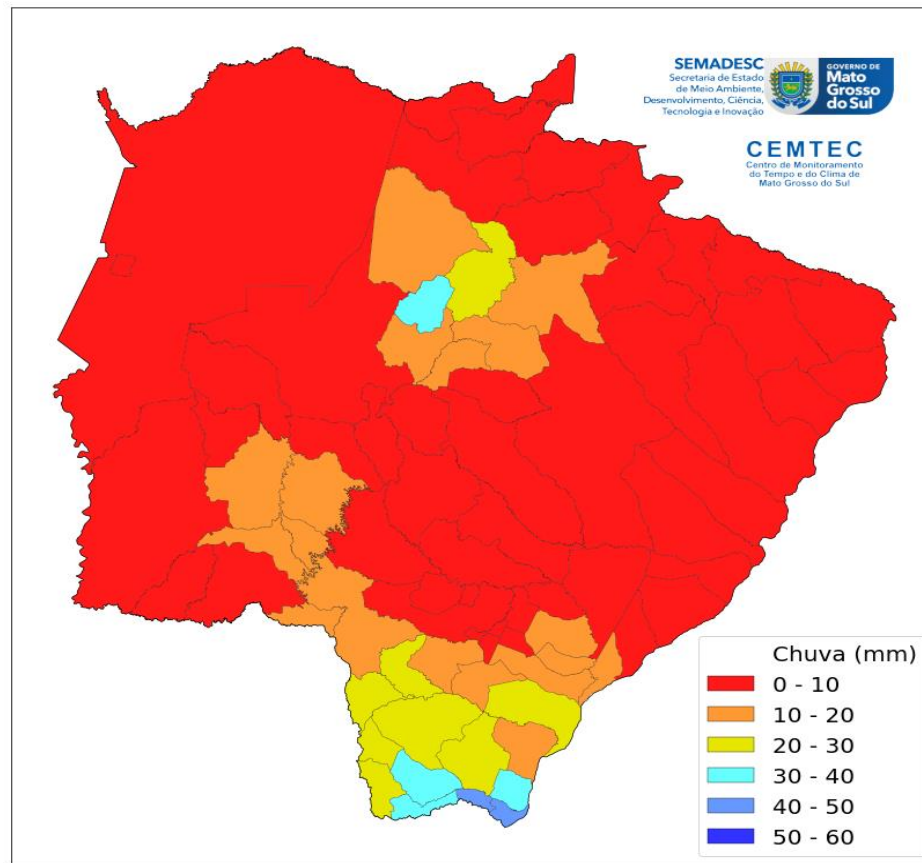 SEMADESC
Secretaria de Estado
de Meio Ambiente,
Desenvolvimento, Ciência,
Tecnologia e Inovação
GOVERNO DE
Mato
Grosso
do Sul
CEMTEC
Centro de Monitoramento
do Tempo e do Clima de
Mato Grosso do Sul
Chuva (mm)
0 - 10
10 - 20
20 - 30
30 - 40
40 - 50
50 - 60